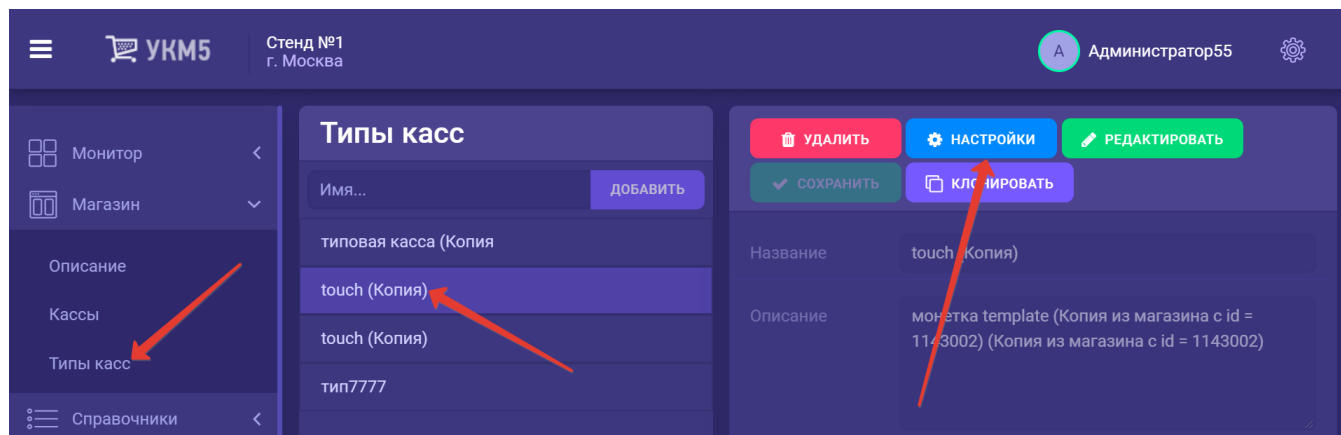 УКМ5
Стенд №1
г. Москва
А
Администратор55
Монитор
Магазин
Описание
Кассы
Типы касс
Справочники
Типы касс
Имя...
ДОБАВИТЬ
типовая касса (Копия
touch (Копия)
touch (Копия)
тип7777
УДАЛИТЬ
НАСТРОЙКИ
РЕДАКТИРОВАТЬ
СОХРАНИТЬ
КЛОНИРОВАТЬ
Название
touch (Копия)
Описание
монетка template (Копия из магазина с id =
1143002) (Копия из магазина с id = 1143002)